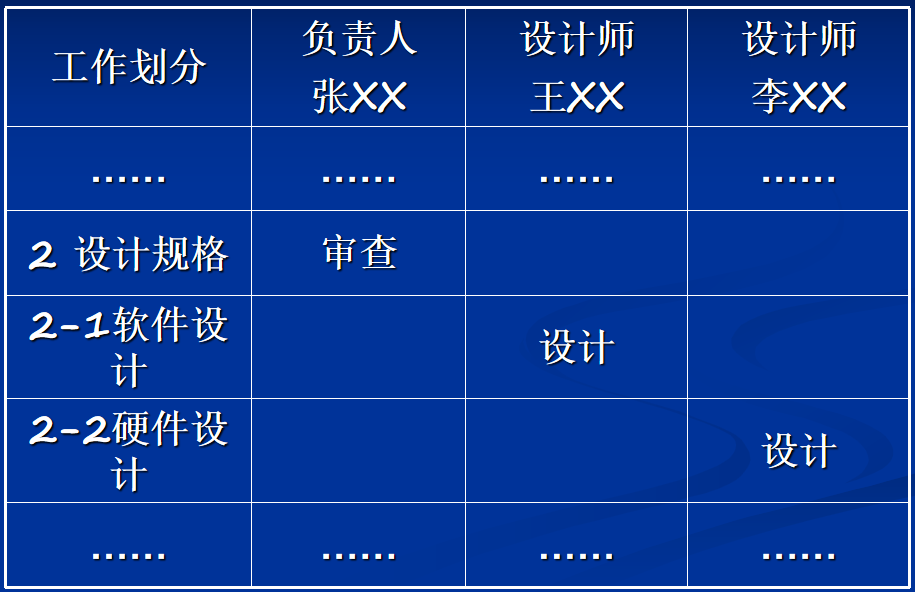 工作划分
负责人
张XX
设计师
王XX
设计师
李XX
……
……
……
……
2 设计规格
审查
2-1软件设
计
设计
2-2硬件设
计
设计
……
……
……
……